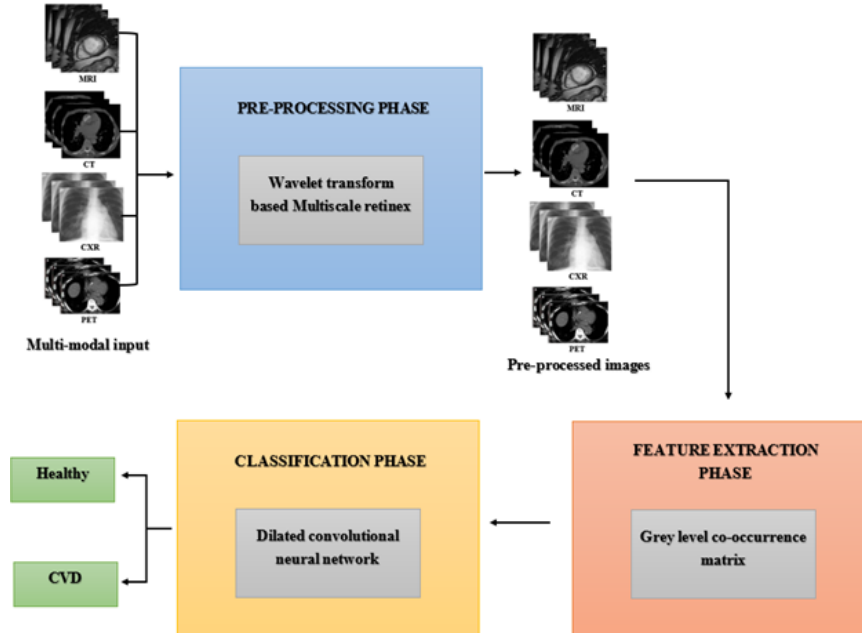 MRI
CT
CXR
PET
Multi-modal input
PRE-PROCESSING PHASE
Wavelet transform
based Multiscale retinex
MRI
CT
CXR
PET
Pre-processed images
FEATURE EXTRACTION
PHASE
Grey level co-occurrence
matrix
CLASSIFICATION PHASE
Dilated convolutional
neural network
Healthy
CVD